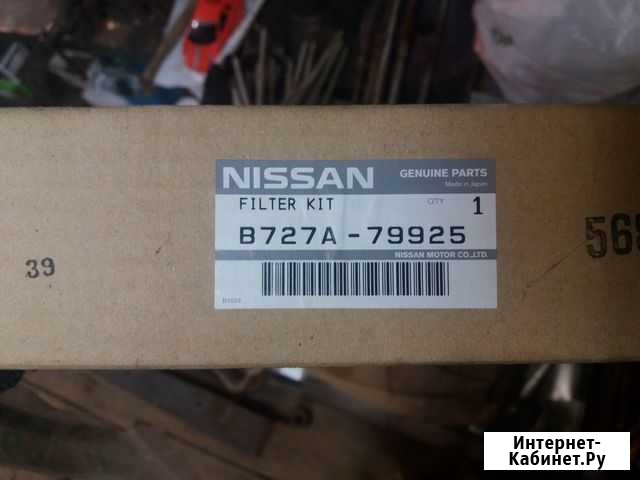 NISSAN
GENUINE PARTS
Made in Japan
FILTER KIT
QTY
1
B727A-79925
NISSAN MOTOR CO.,LTD.
39
568
Интернет-
Кабинет.Ру